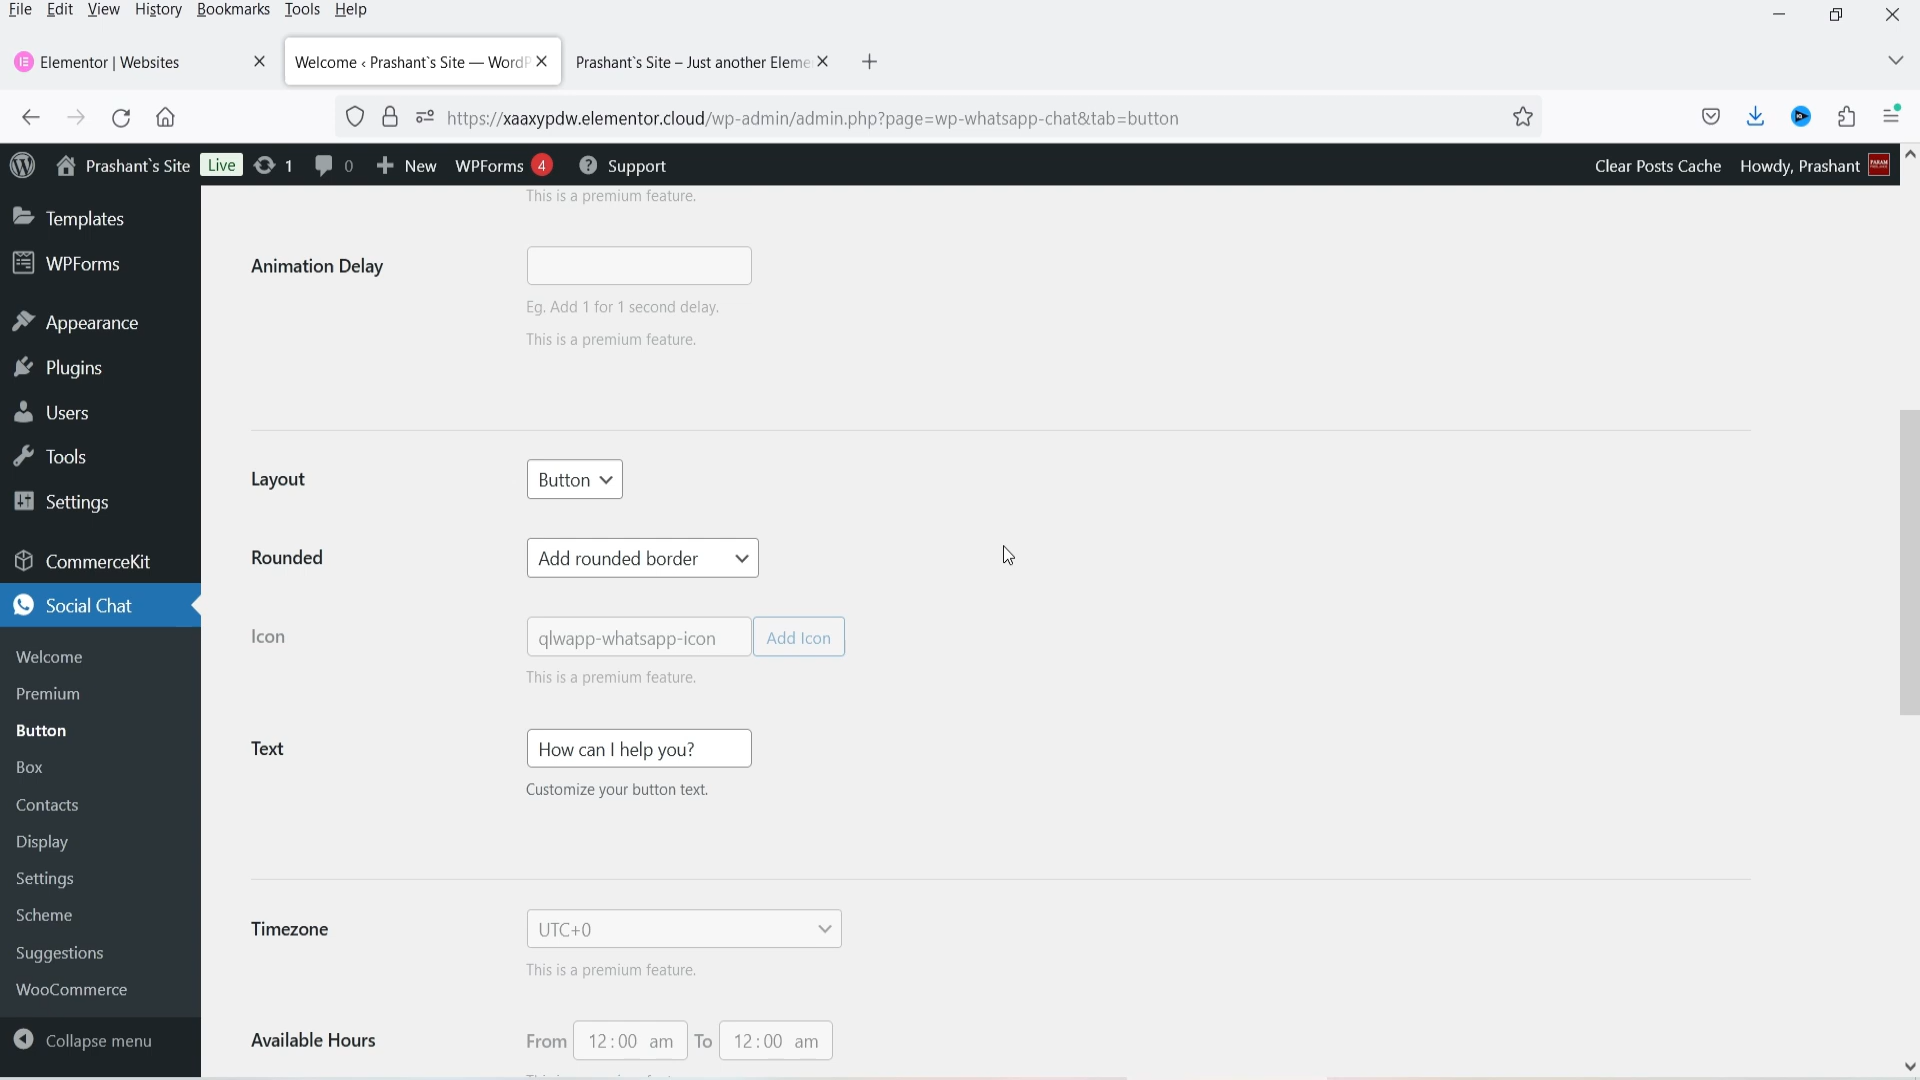 File Edit View History Bookmarks Tools Help
Elementor | Websites
Welcome ‹ Prashant`s Site — WordP
Prashant`s Site – Just another Eleme
https://xaaxypdw.elementor.cloud/wp-admin/admin.php?page=wp-whatsapp-chat&tab=button
Prashant`s Site Live 1 0 New WPForms 4 Support
Clear Posts Cache Howdy, Prashant
Templates
WPForms
Appearance
Plugins
Users
Tools
Settings
CommerceKit
Social Chat
Welcome
Premium
Button
Box
Contacts
Display
Settings
Scheme
Suggestions
WooCommerce
Collapse menu
This is a premium feature.
Animation Delay
Eg. Add 1 for 1 second delay.
This is a premium feature.
Layout Button
Rounded Add rounded border
Icon qlwapp-whatsapp-icon Add Icon
This is a premium feature.
Text How can I help you?
Customize your button text.
Timezone UTC+0
This is a premium feature.
Available Hours From 12:00 am To 12:00 am